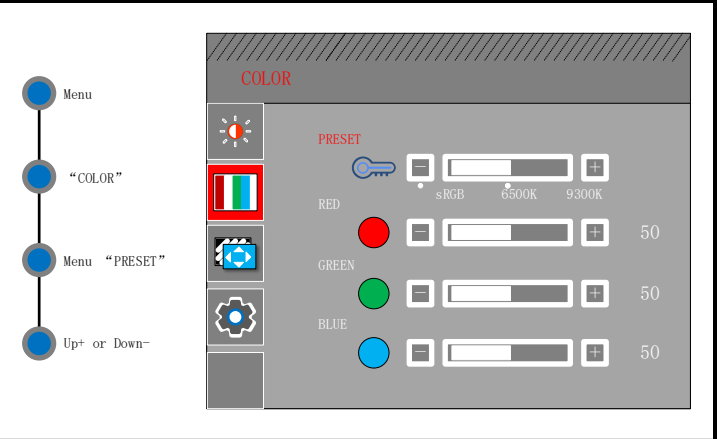 Menu
“COLOR”
Menu “PRESET”
Up+ or Down-
COLOR
PRESET
sRGB 6500K 9300K
RED
50
GREEN
50
BLUE
50